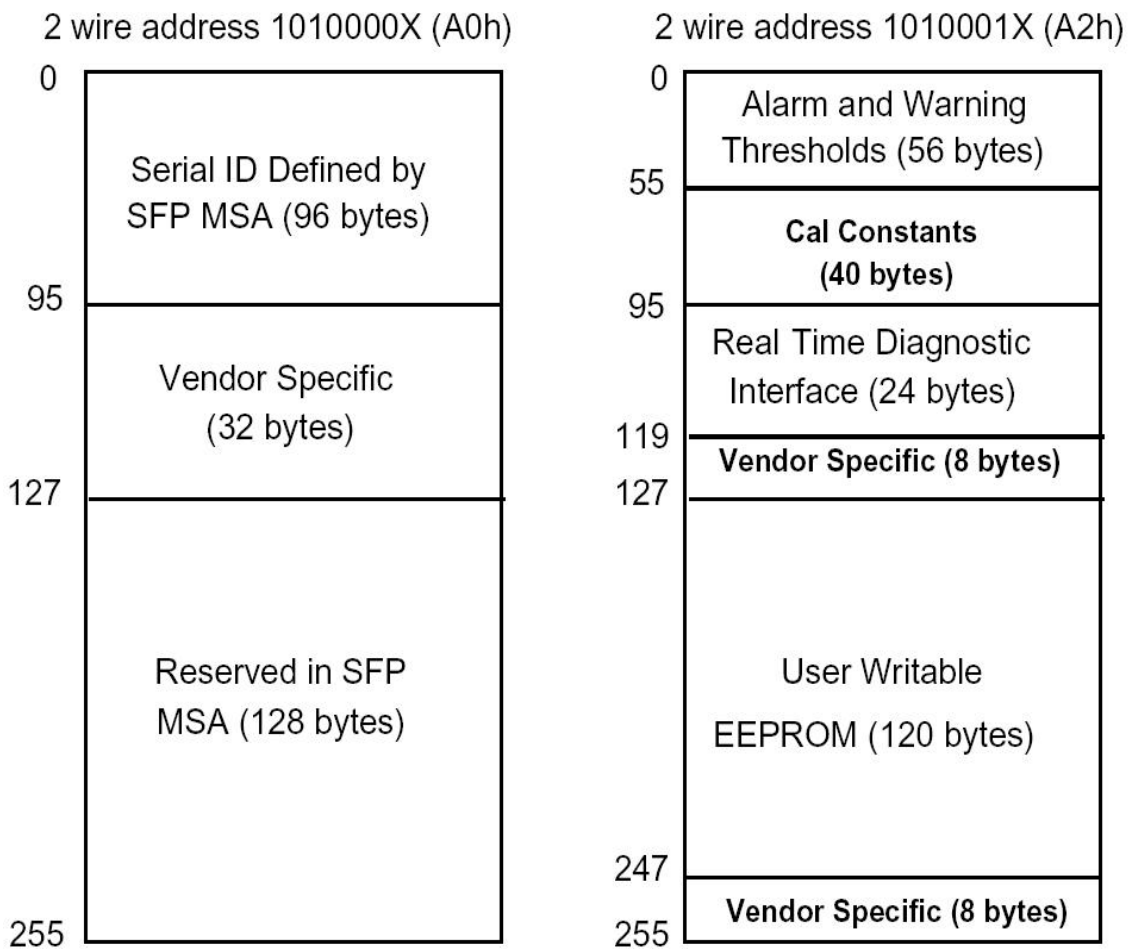 2 wire address 1010000X (A0h)
0
Serial ID Defined by
SFP MSA (96 bytes)
95
Vendor Specific
(32 bytes)
127
Reserved in SFP
MSA (128 bytes)
255
2 wire address 1010001X (A2h)
0
Alarm and Warning
Thresholds (56 bytes)
55
Cal Constants
(40 bytes)
95
Real Time Diagnostic
Interface (24 bytes)
119
Vendor Specific (8 bytes)
127
User Writable
EEPROM (120 bytes)
247
Vendor Specific (8 bytes)
255